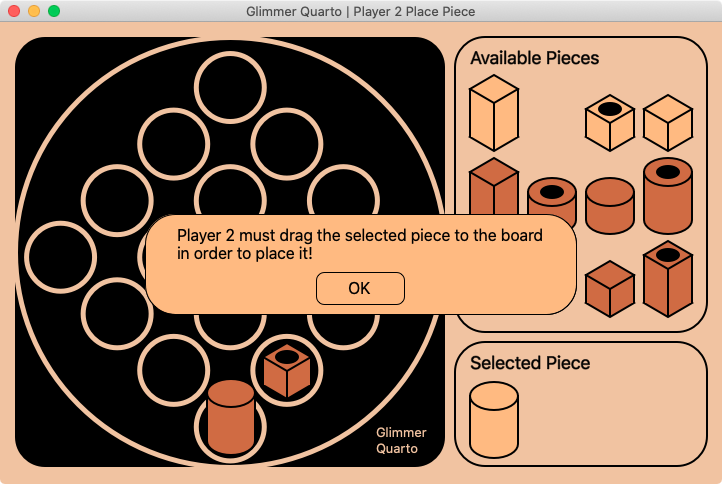 Glimmer Quarto | Player 2 Place Piece
Available Pieces
Player 2 must drag the selected piece to the board
in order to place it!
OK
Selected Piece
Glimmer
Quarto